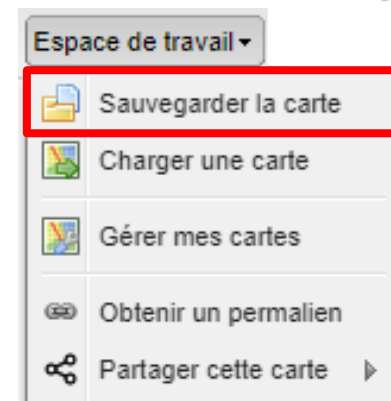 Espace de travail
Sauvegarder la carte
Charger une carte
Gérer mes cartes
Obtenir un permalien
Partager cette carte